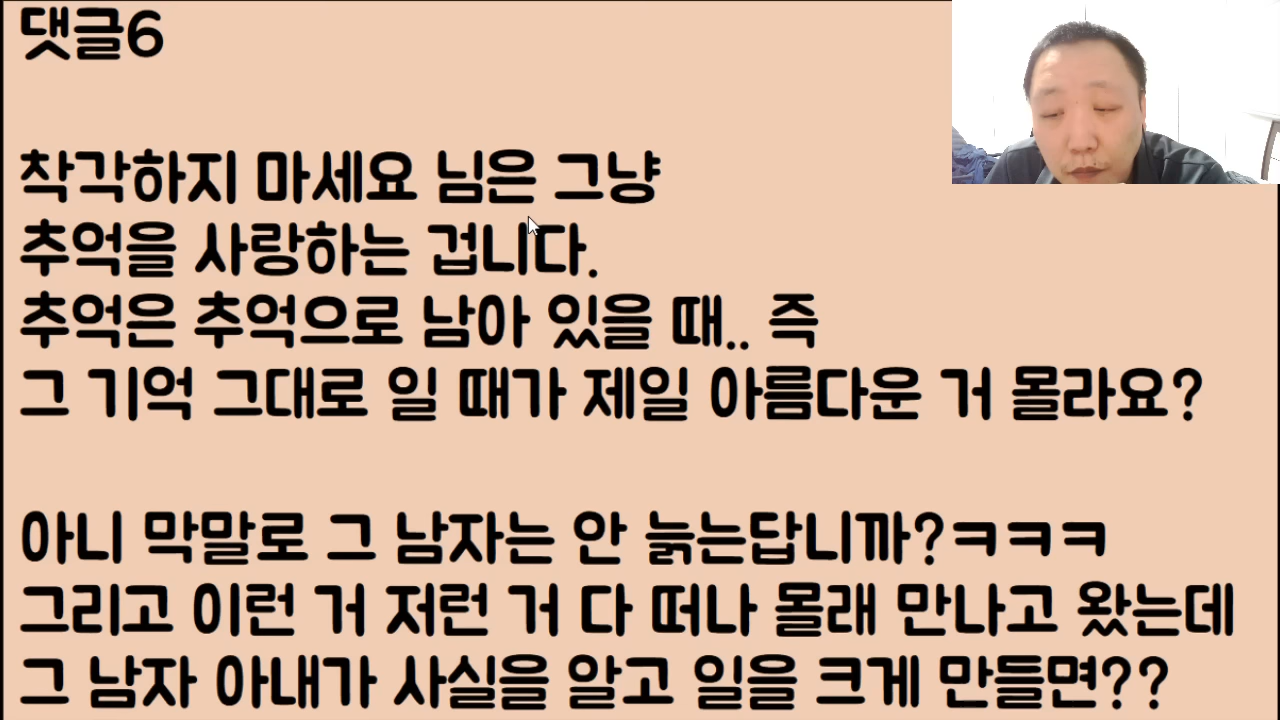 댓글6
착각하지 마세요 님은 그냥
추억을 사랑하는 겁니다.
추억은 추억으로 남아 있을 때.. 즉
그 기억 그대로 일 때가 제일 아름다운 거 몰라요?
아니 막말로 그 남자는 안 늙는답니까?ㅋㅋㅋ
그리고 이런 거 저런 거 다 떠나 몰래 만나고 왔는데
그 남자 아내가 사실을 알고 일을 크게 만들면??